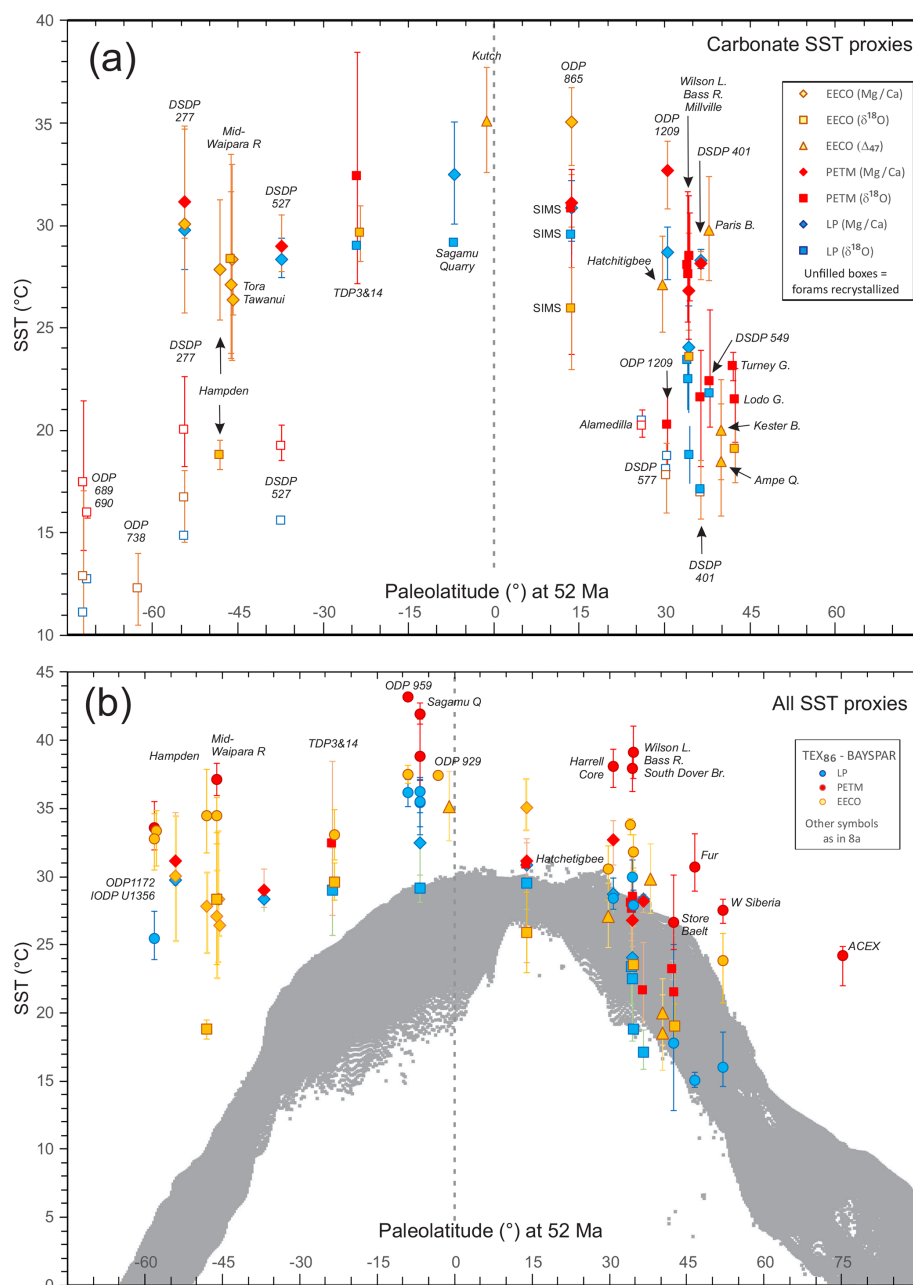 (a)
Carbonate SST proxies
SST (°C)
40
35
30
25
20
15
10
Kutch
ODP
865
Wilson L.
Bass R.
Millville
ODP
1209
DSDP 401
DSDP
277
Mid-
Waipara R
DSDP
527
EECO (Mg/Ca)
EECO (δ18O)
EECO (Δ47)
PETM (Mg/Ca)
PETM (δ18O)
LP (Mg/Ca)
LP (δ18O)
Unfilled boxes =
forams recrystallized
Paris B.
SIMS
SIMS
SIMS
Hatchitigbee
Sagamu
Quarry
TDP3&14
Tora
Tawanui
DSDP
277
Hampden
DSDP 549
ODP 1209
Turney G.
Lodo G.
Alamedilla
Kester B.
DSDP
577
Ampe Q.
DSDP
527
ODP
689
690
ODP
738
DSDP
401
Paleolatitude (°) at 52 Ma
-60
-45
-30
-15
0
15
30
45
60
(b)
All SST proxies
SST (°C)
45
40
35
30
25
20
15
10
5
0
ODP 959
Sagamu Q
Hampden
Mid-
Waipara R
TDP3&14
ODP 929
Harrell
Core
Wilson L.
Bass R.
South Dover Br.
TEX86 - BAYSPAR
LP
PETM
EECO
Other symbols
as in 8a
ODP1172
IODP U1356
Hatchetigbee
Fur
W Siberia
Store
Baelt
ACEX
Paleolatitude (°) at 52 Ma
-60
-45
-30
-15
0
15
30
45
60
75